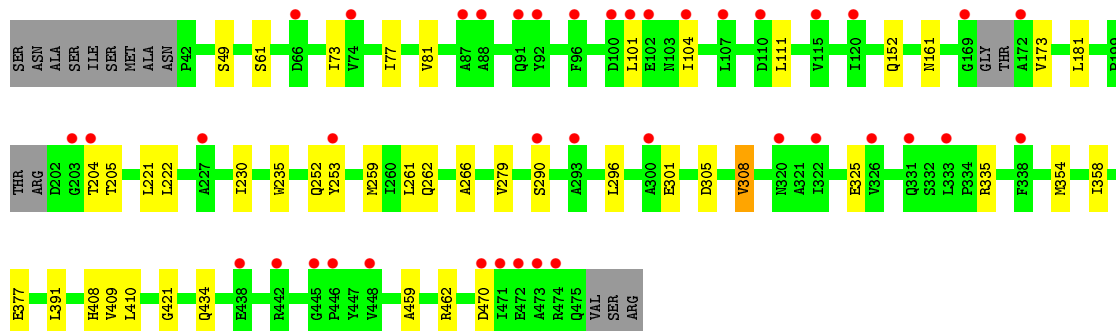 SER ASN ALA SER ILE SER MET ALA ASN P42 S49 S61 D66 I73 V74 I77 V81 A87 A88 Q91 Y92 F96 D100 L101 E102 N103 I104 L107 D110 L111 V115 I120 Q152 N161 G169 GLY THR A172 V173 L181
THR ARG D202 G203 T204 T205 L221 L222 A227 I230 W235 Q252 Y253 M259 I260 L261 Q262 A266 V279 S290 A293 L296 A300 E301 D305 V308 N320 A321 I322 E325 V326 Q331 S332 L333 P334 R335 F338 M354 I358
E377 L391 H408 V409 L410 G421 Q434 E438 R442 G445 P446 Y447 V448 A459 R462 D470 I471 E472 A473 R474 Q475 VAL SER ARG